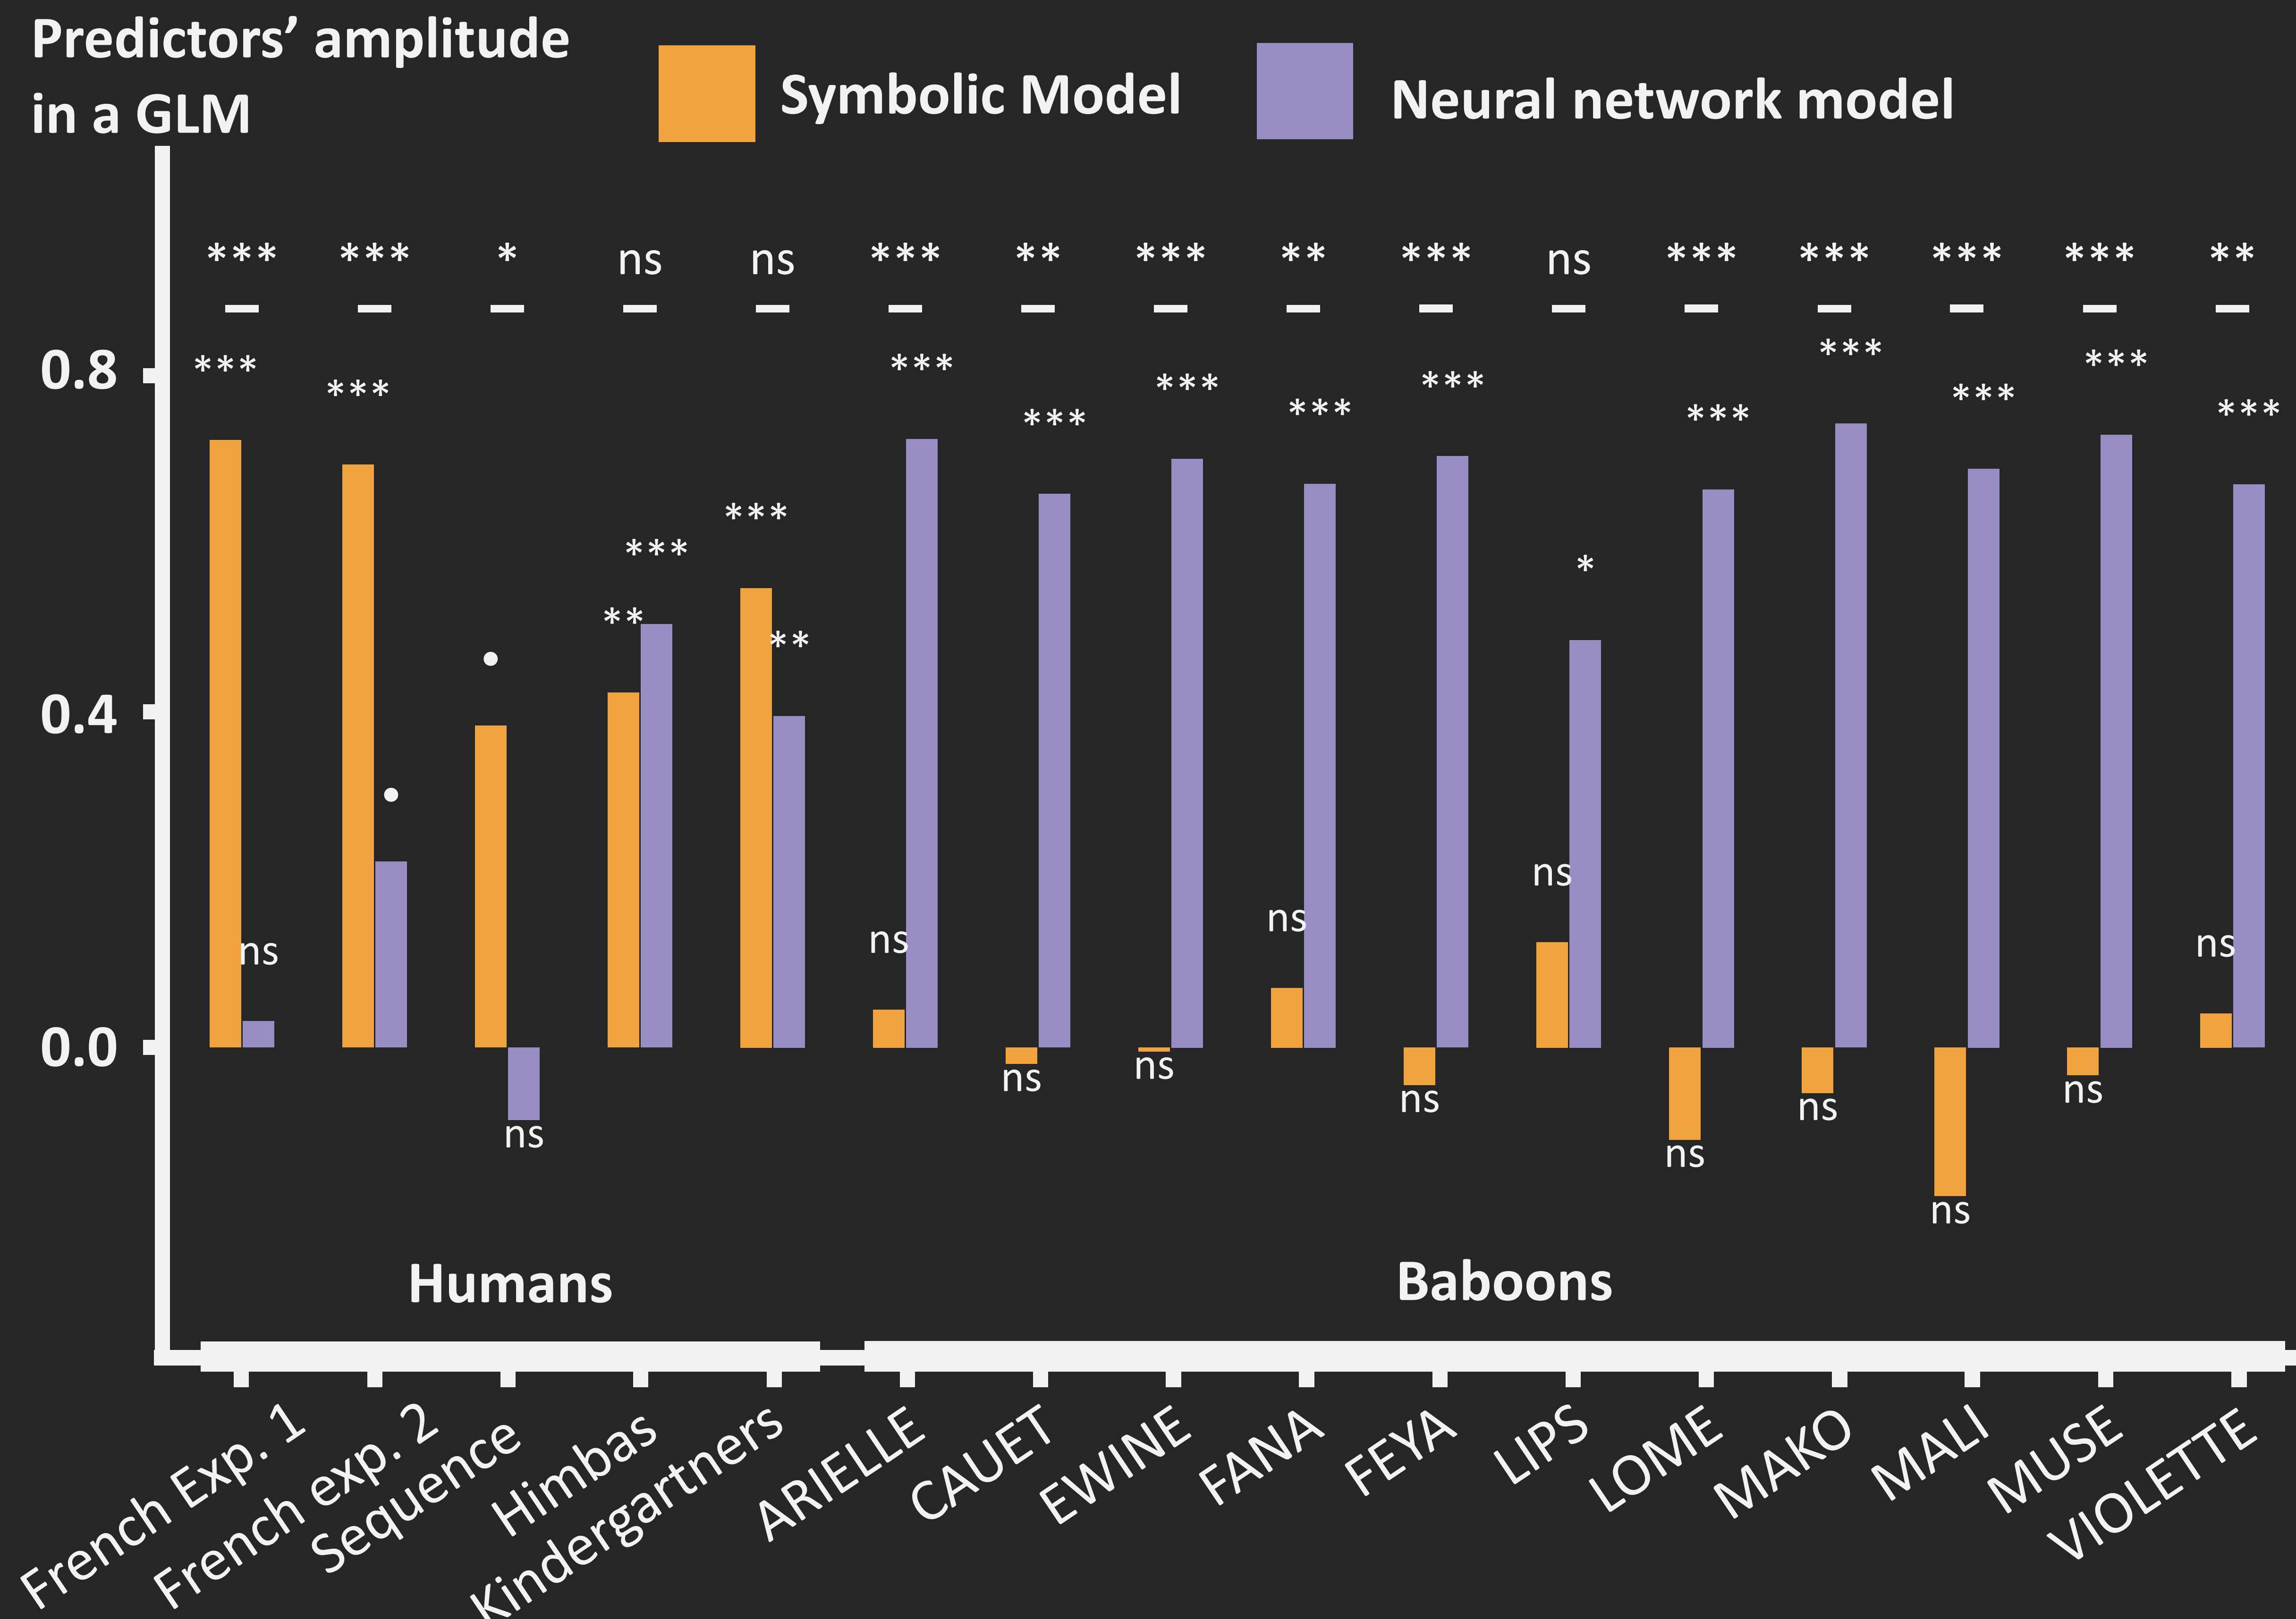 Predictors’ amplitude
in a GLM
Symbolic Model
Neural network model
*** *** * ns ns *** ** *** ** *** ns *** *** *** *** **
0.8
0.4
0.0
*** ns
*** •
• ns
** ***
*** **
ns ***
ns ***
ns ***
ns ***
ns ***
ns *
ns ***
ns ***
ns ***
ns ***
ns ***
Humans
Baboons
French Exp. 1
French exp. 2
Sequence
Himbas
Kindergartners
ARIELLE
CAUET
EWINE
FANA
FEYA
LIPS
LOME
MAKO
MALI
MUSE
VIOLETTE